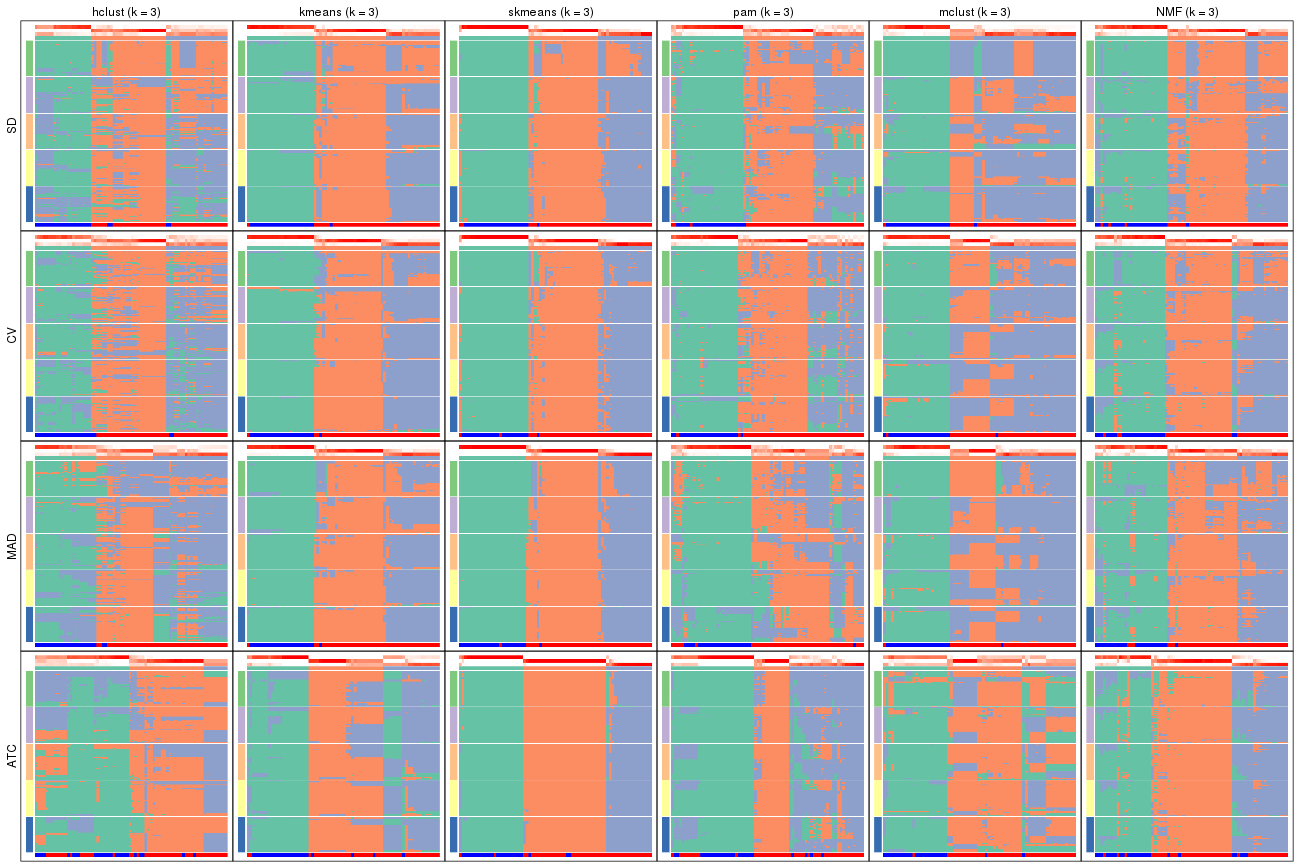 hclust (k = 3) kmeans (k = 3) skmeans (k = 3) pam (k = 3) mclust (k = 3) NMF (k = 3)
SD
CV
MAD
ATC